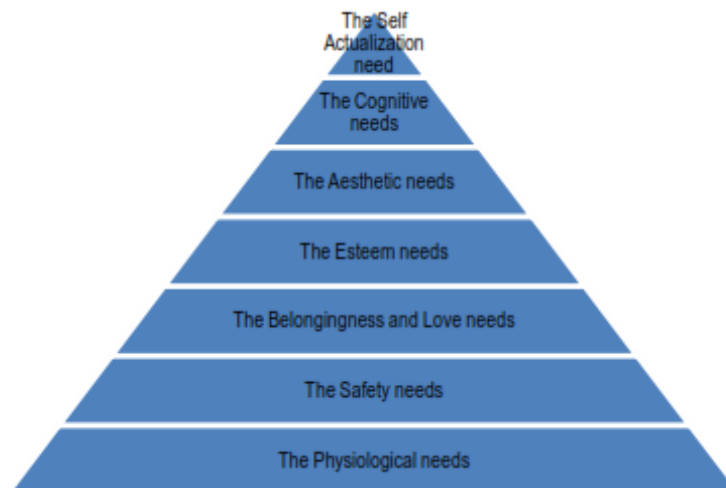 The Self
Actualization
need
The Cognitive
needs
The Aesthetic needs
The Esteem needs
The Belongingness and Love needs
The Safety needs
The Physiological needs